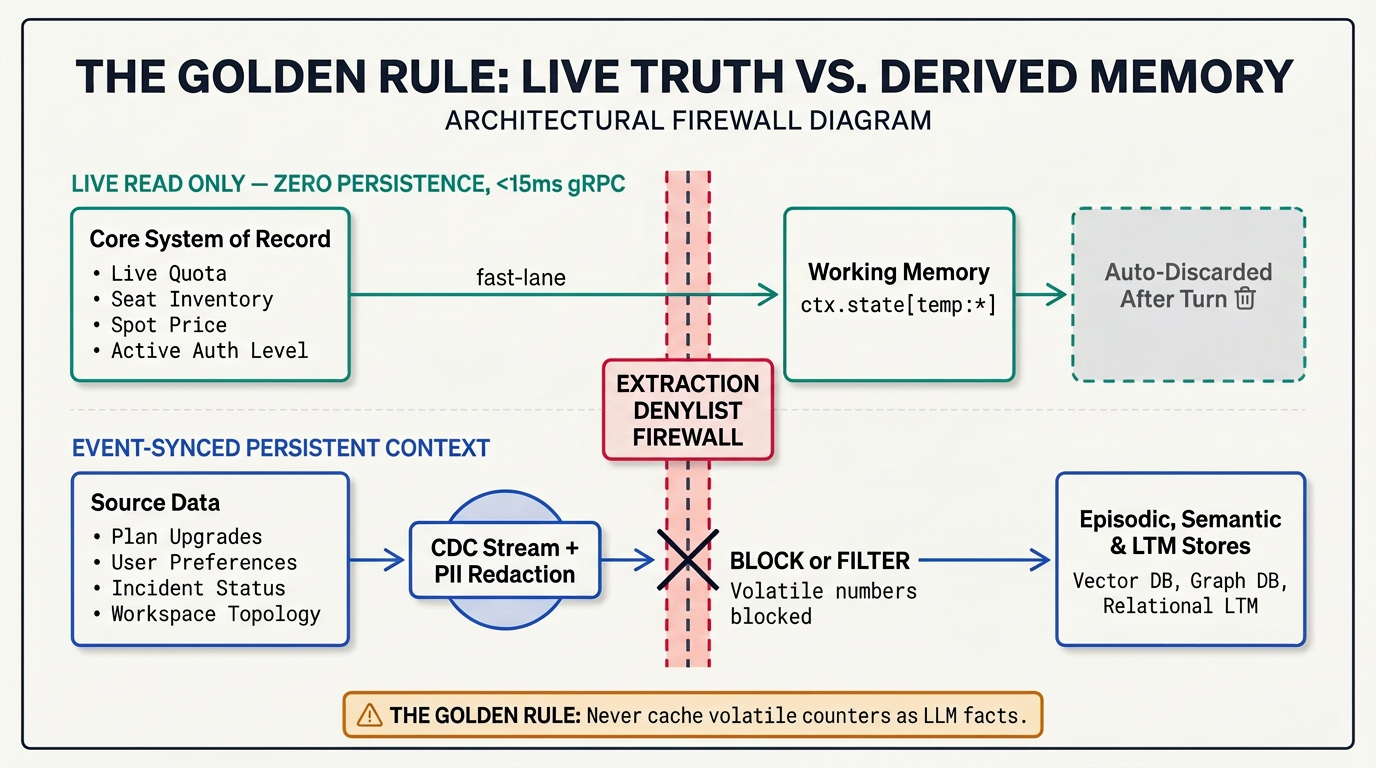 THE GOLDEN RULE: LIVE TRUTH VS. DERIVED MEMORY
ARCHITECTURAL FIREWALL DIAGRAM
LIVE READ ONLY — ZERO PERSISTENCE, <15ms gRPC
Core System of Record
• Live Quota
• Seat Inventory
• Spot Price
• Active Auth Level
fast-lane
Working Memory
ctx.state[temp:*]
Auto-Discarded
After Turn
EXTRACTION
DENYLIST
FIREWALL
EVENT-SYNCED PERSISTENT CONTEXT
Source Data
• Plan Upgrades
• User Preferences
• Incident Status
• Workspace Topology
CDC Stream +
PII Redaction
BLOCK or FILTER
Volatile numbers
blocked
Episodic, Semantic
& LTM Stores
Vector DB, Graph DB,
Relational LTM
THE GOLDEN RULE: Never cache volatile counters as LLM facts.